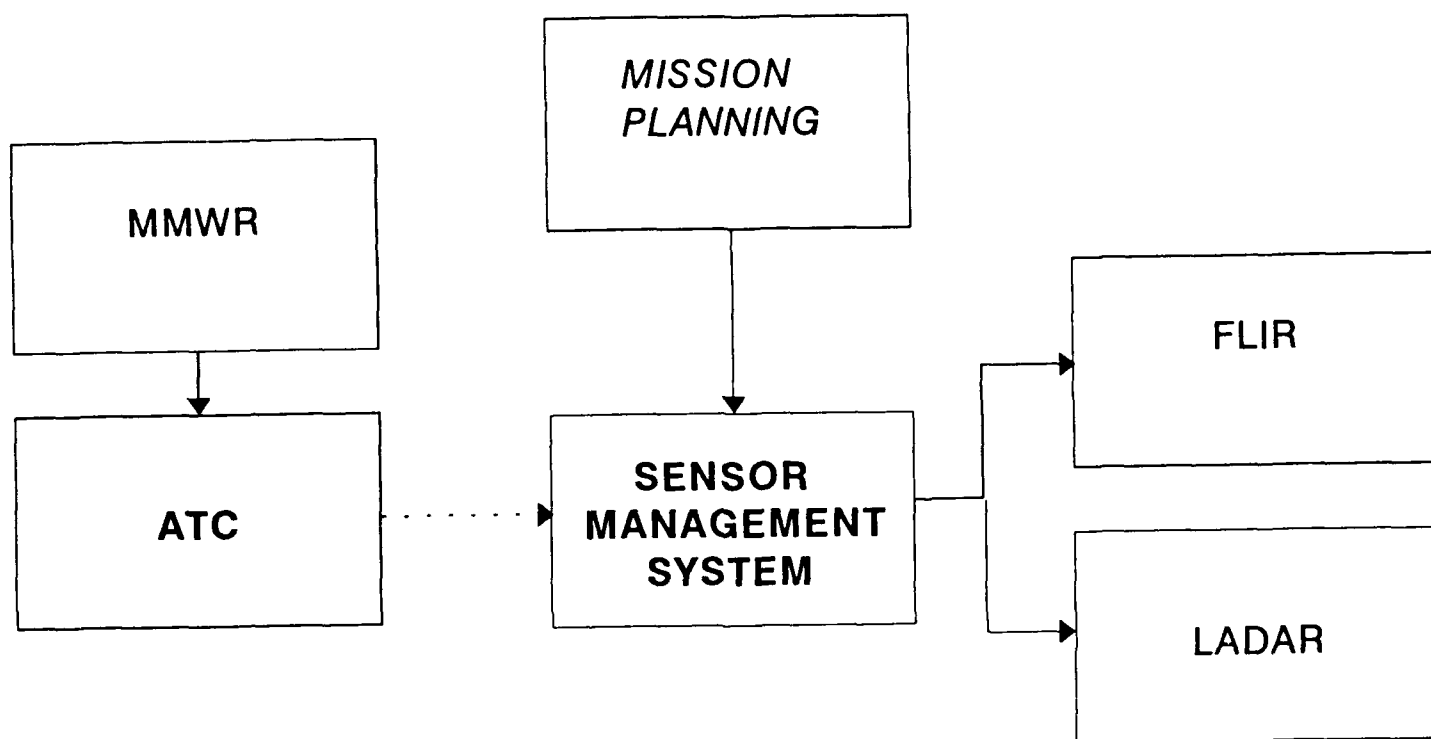 MISSION
PLANNING
MMWR
FLIR
ATC
SENSOR
MANAGEMENT
SYSTEM
LADAR